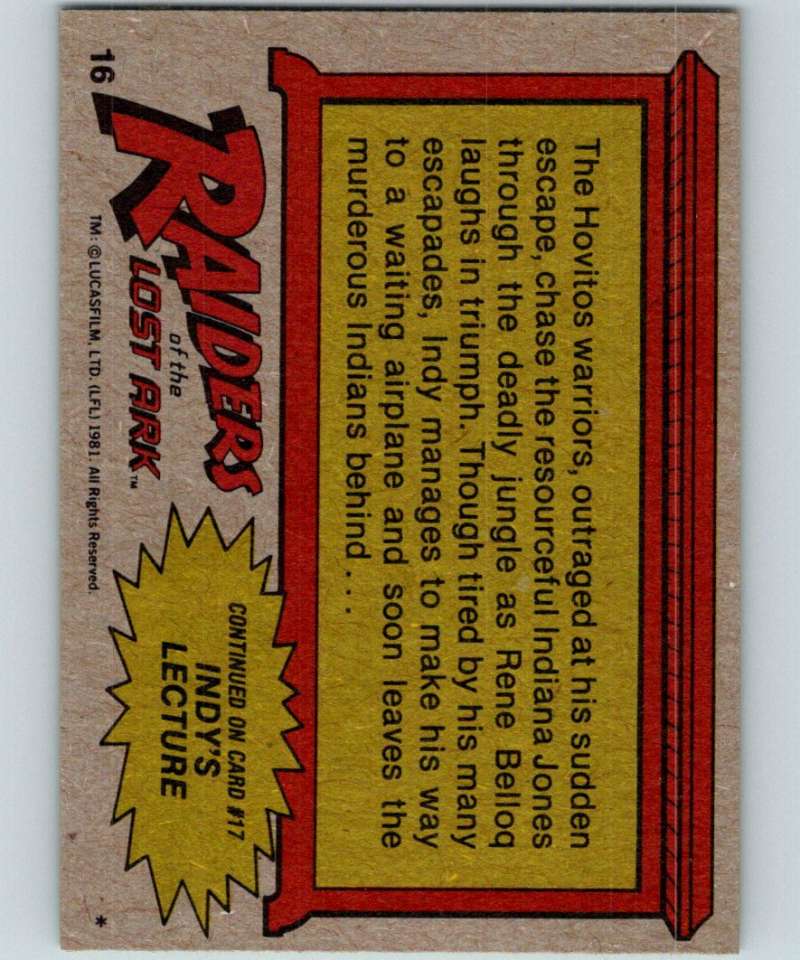 The Hovitos warriors, outraged at his sudden
escape, chase the resourceful Indiana Jones
through the deadly jungle as Rene Belloq
laughs in triumph. Though tired by his many
escapades, Indy manages to make his way
to a waiting airplane and soon leaves the
murderous Indians behind . . .
CONTINUED ON CARD #17
INDY'S
LECTURE
RAIDERS
of the
LOST ARK™
TM: © LUCASFILM, LTD. (LFL) 1981. All Rights Reserved.
16
*